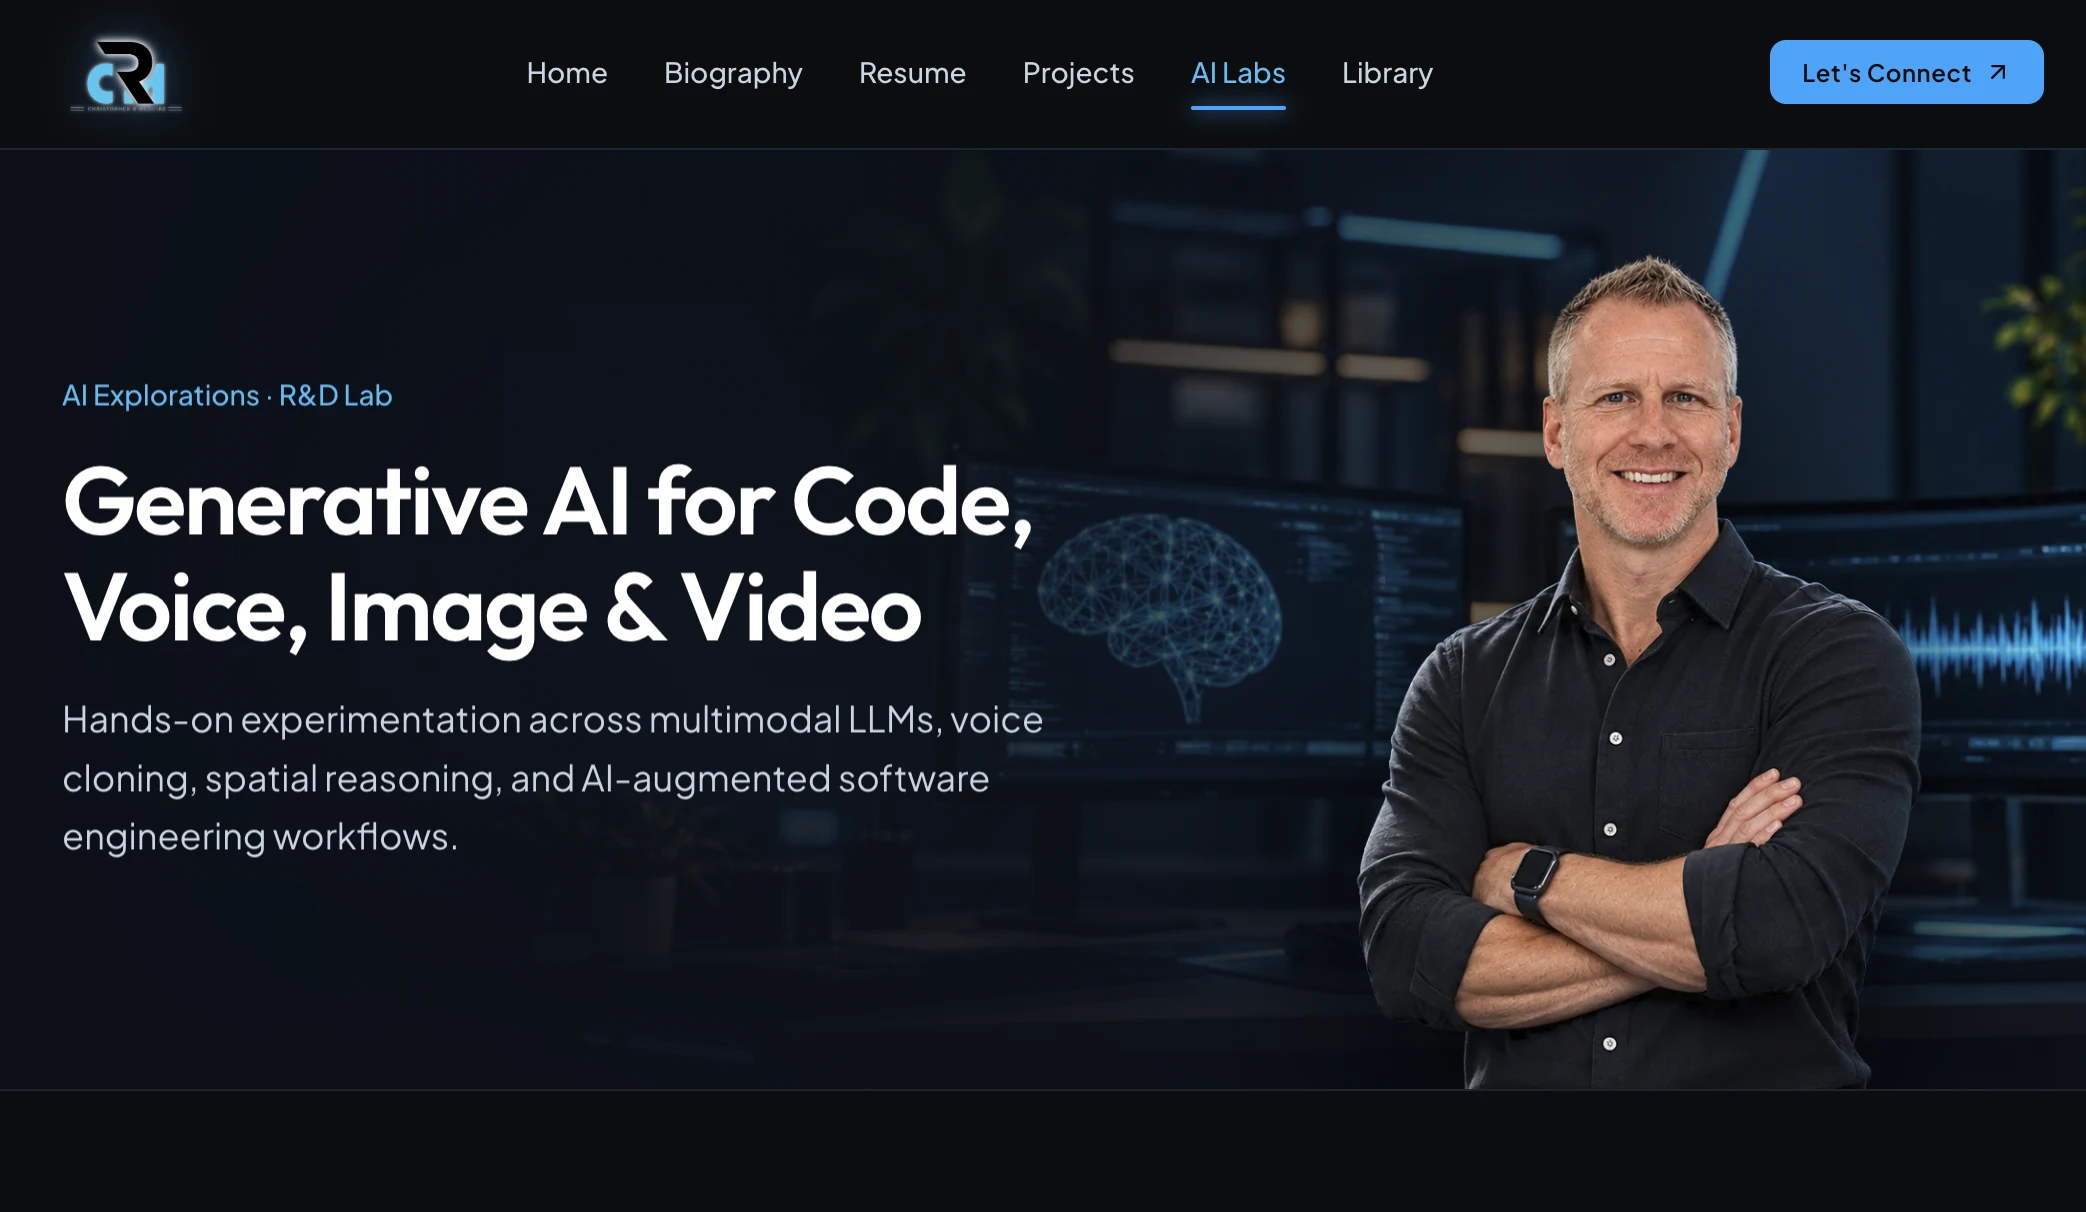 CRM
Home
Biography
Resume
Projects
AI Labs
Library
Let's Connect
AI Explorations · R&D Lab
Generative AI for Code,
Voice, Image & Video
Hands-on experimentation across multimodal LLMs, voice
cloning, spatial reasoning, and AI-augmented software
engineering workflows.